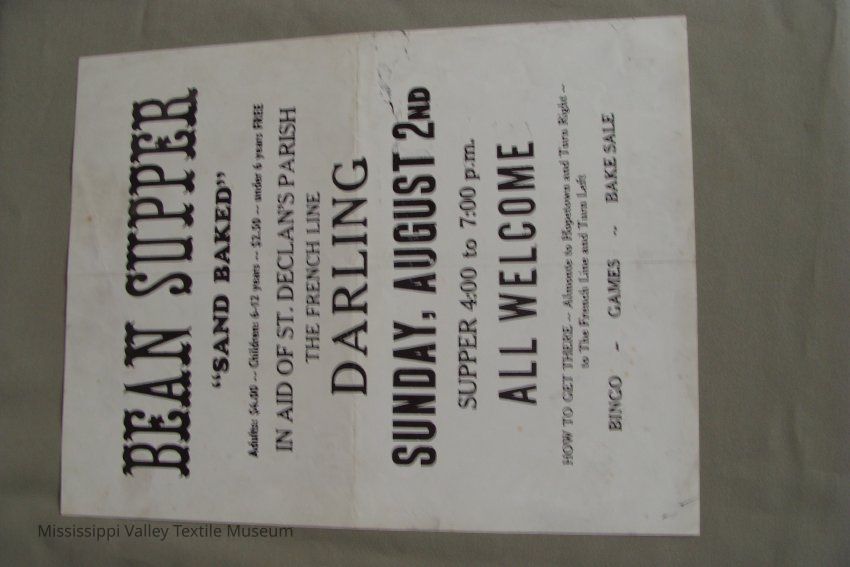 BEAN SUPPER
"SAND BAKED"
Adults: $4.00 -- Children: 6-12 years -- $2.50 -- under 6 years FREE
IN AID OF ST. DECLAN'S PARISH
THE FRENCH LINE
DARLING
SUNDAY, AUGUST 2ND
SUPPER 4:00 to 7:00 p.m.
ALL WELCOME
HOW TO GET THERE ~ Almonte to Hopetown and Turn Right ~
to The French Line and Turn Left
BINGO - GAMES ~ BAKE SALE
Mississippi Valley Textile Museum